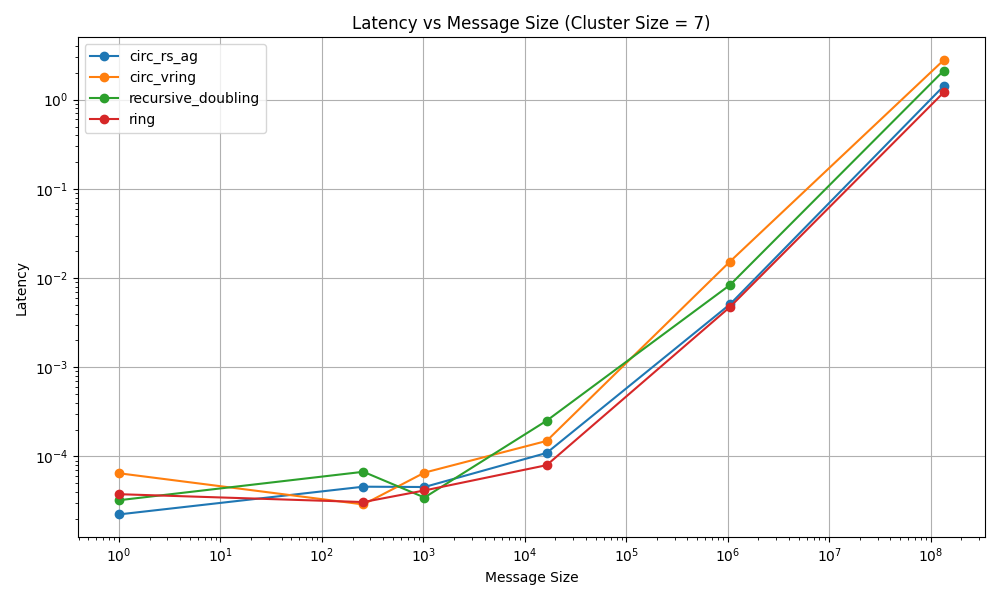 Latency vs Message Size (Cluster Size = 7)
circ_rs_ag
circ_vring
recursive_doubling
ring
Latency
10⁰
10⁻¹
10⁻²
10⁻³
10⁻⁴
10⁰ 10¹ 10² 10³ 10⁴ 10⁵ 10⁶ 10⁷ 10⁸
Message Size